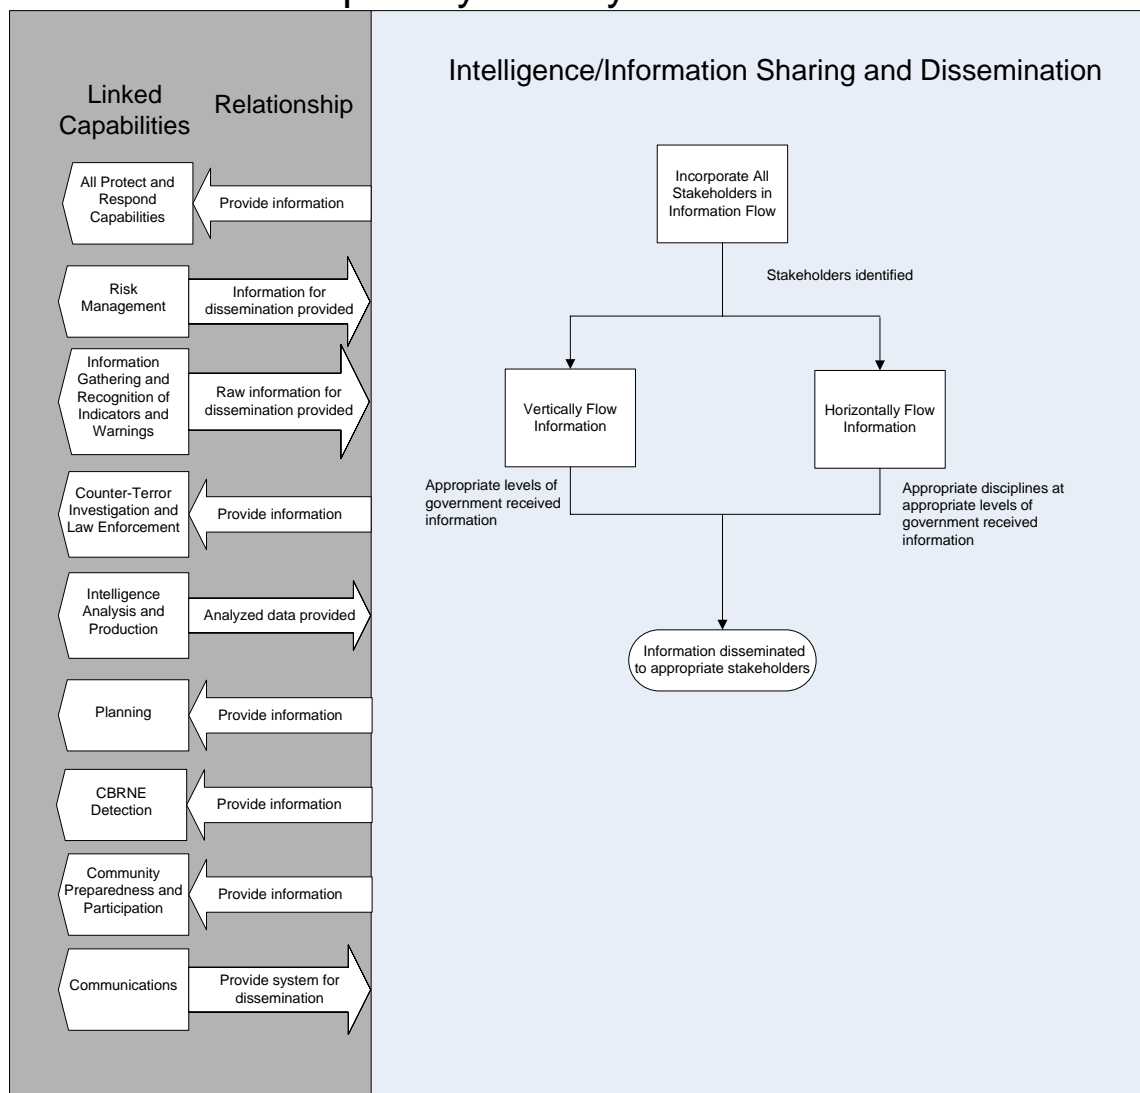 Intelligence/Information Sharing and Dissemination
Linked
Capabilities
Relationship
All Protect and
Respond
Capabilities
Provide information
Risk
Management
Information for
dissemination provided
Information
Gathering and
Recognition of
Indicators and
Warnings
Raw information for
dissemination provided
Counter-Terror
Investigation and
Law Enforcement
Provide information
Intelligence
Analysis and
Production
Analyzed data provided
Planning
Provide information
CBRNE
Detection
Provide information
Community
Preparedness and
Participation
Provide information
Communications
Provide system for
dissemination
Incorporate All
Stakeholders in
Information Flow
Stakeholders identified
Vertically Flow
Information
Horizontally Flow
Information
Appropriate levels of
government received
information
Appropriate disciplines at
appropriate levels of
government received
information
Information disseminated
to appropriate stakeholders